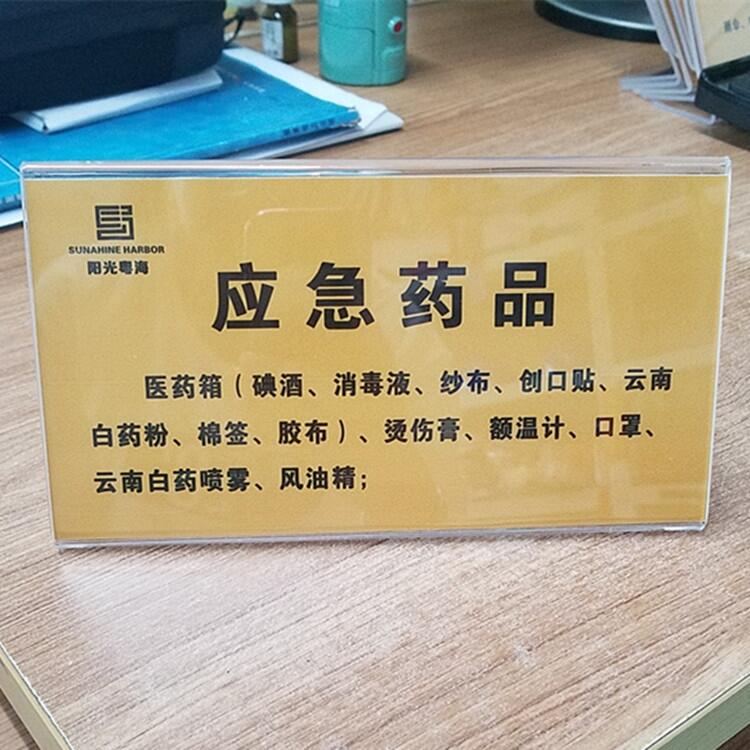 SUNAHINE HARBOR
阳光粤海
应急药品
医药箱（碘酒、消毒液、纱布、创口贴、云南
白药粉、棉签、胶布）、烫伤膏、额温计、口罩、
云南白药喷雾、风油精；